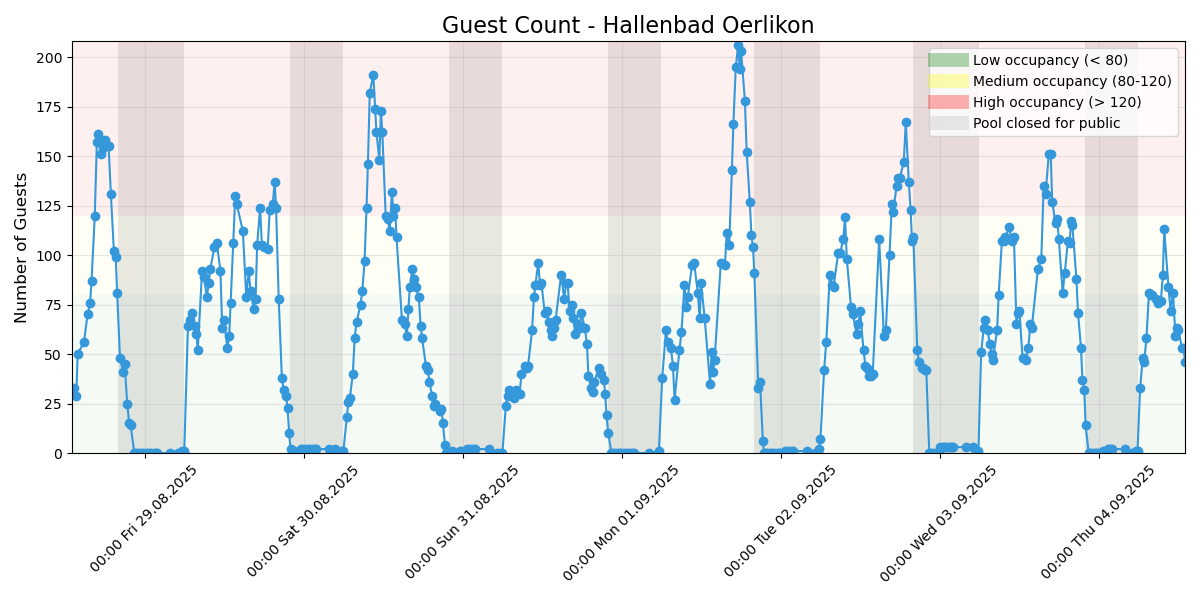 Guest Count - Hallenbad Oerlikon
Number of Guests
200
175
150
125
100
75
50
25
0
Low occupancy (< 80)
Medium occupancy (80-120)
High occupancy (> 120)
Pool closed for public
00:00 Fri 29.08.2025
00:00 Sat 30.08.2025
00:00 Sun 31.08.2025
00:00 Mon 01.09.2025
00:00 Tue 02.09.2025
00:00 Wed 03.09.2025
00:00 Thu 04.09.2025